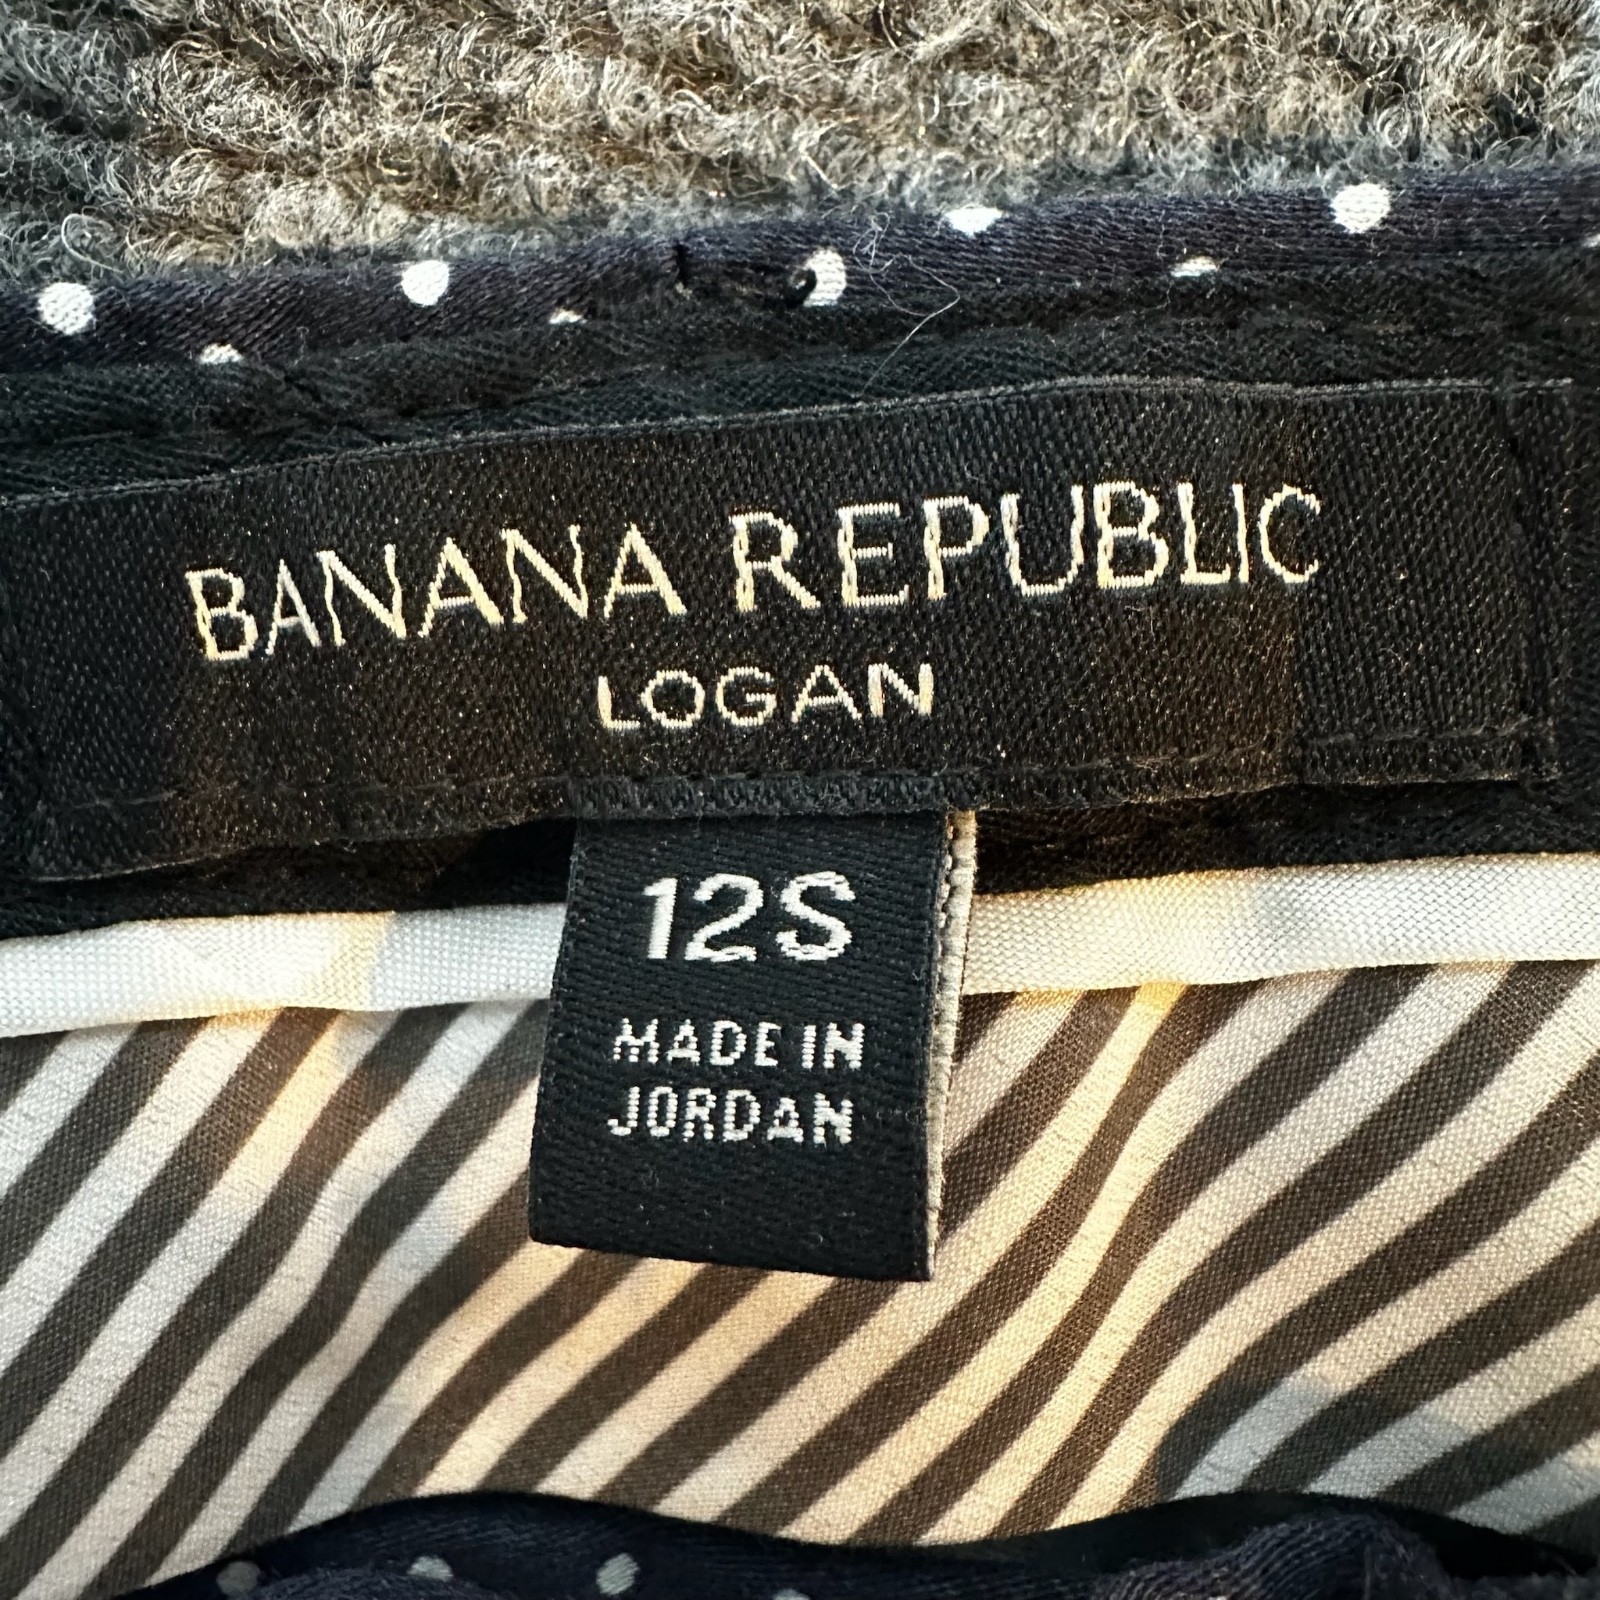 BANANA REPUBLIC
LOGAN
12S
MADE IN
JORDAN